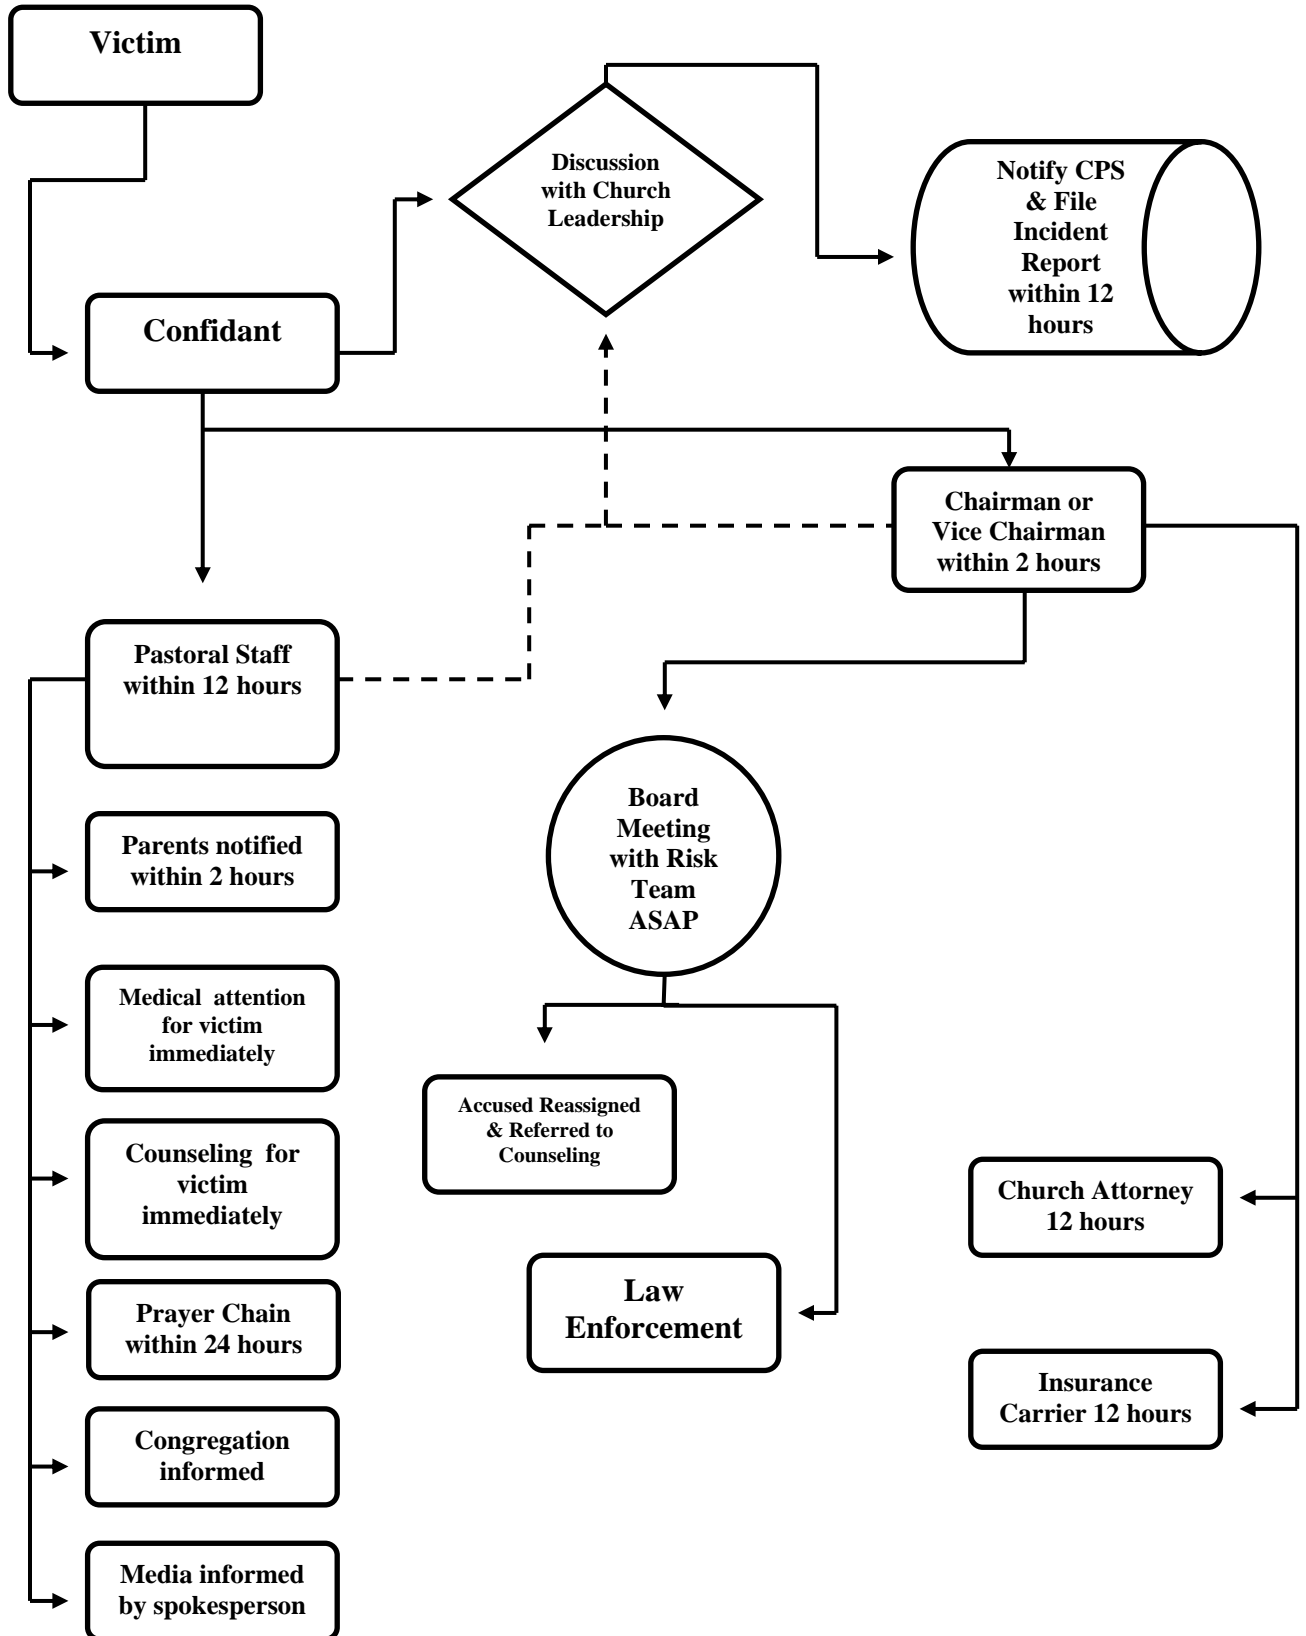 Victim
Discussion
with Church
Leadership
Notify CPS
& File
Incident
Report
within 12
hours
Confidant
Chairman or
Vice Chairman
within 2 hours
Pastoral Staff
within 12 hours
Board
Meeting
with Risk
Team
ASAP
Parents notified
within 2 hours
Medical attention
for victim
immediately
Accused Reassigned
& Referred to
Counseling
Counseling for
victim
immediately
Church Attorney
12 hours
Law
Enforcement
Prayer Chain
within 24 hours
Insurance
Carrier 12 hours
Congregation
informed
Media informed
by spokesperson